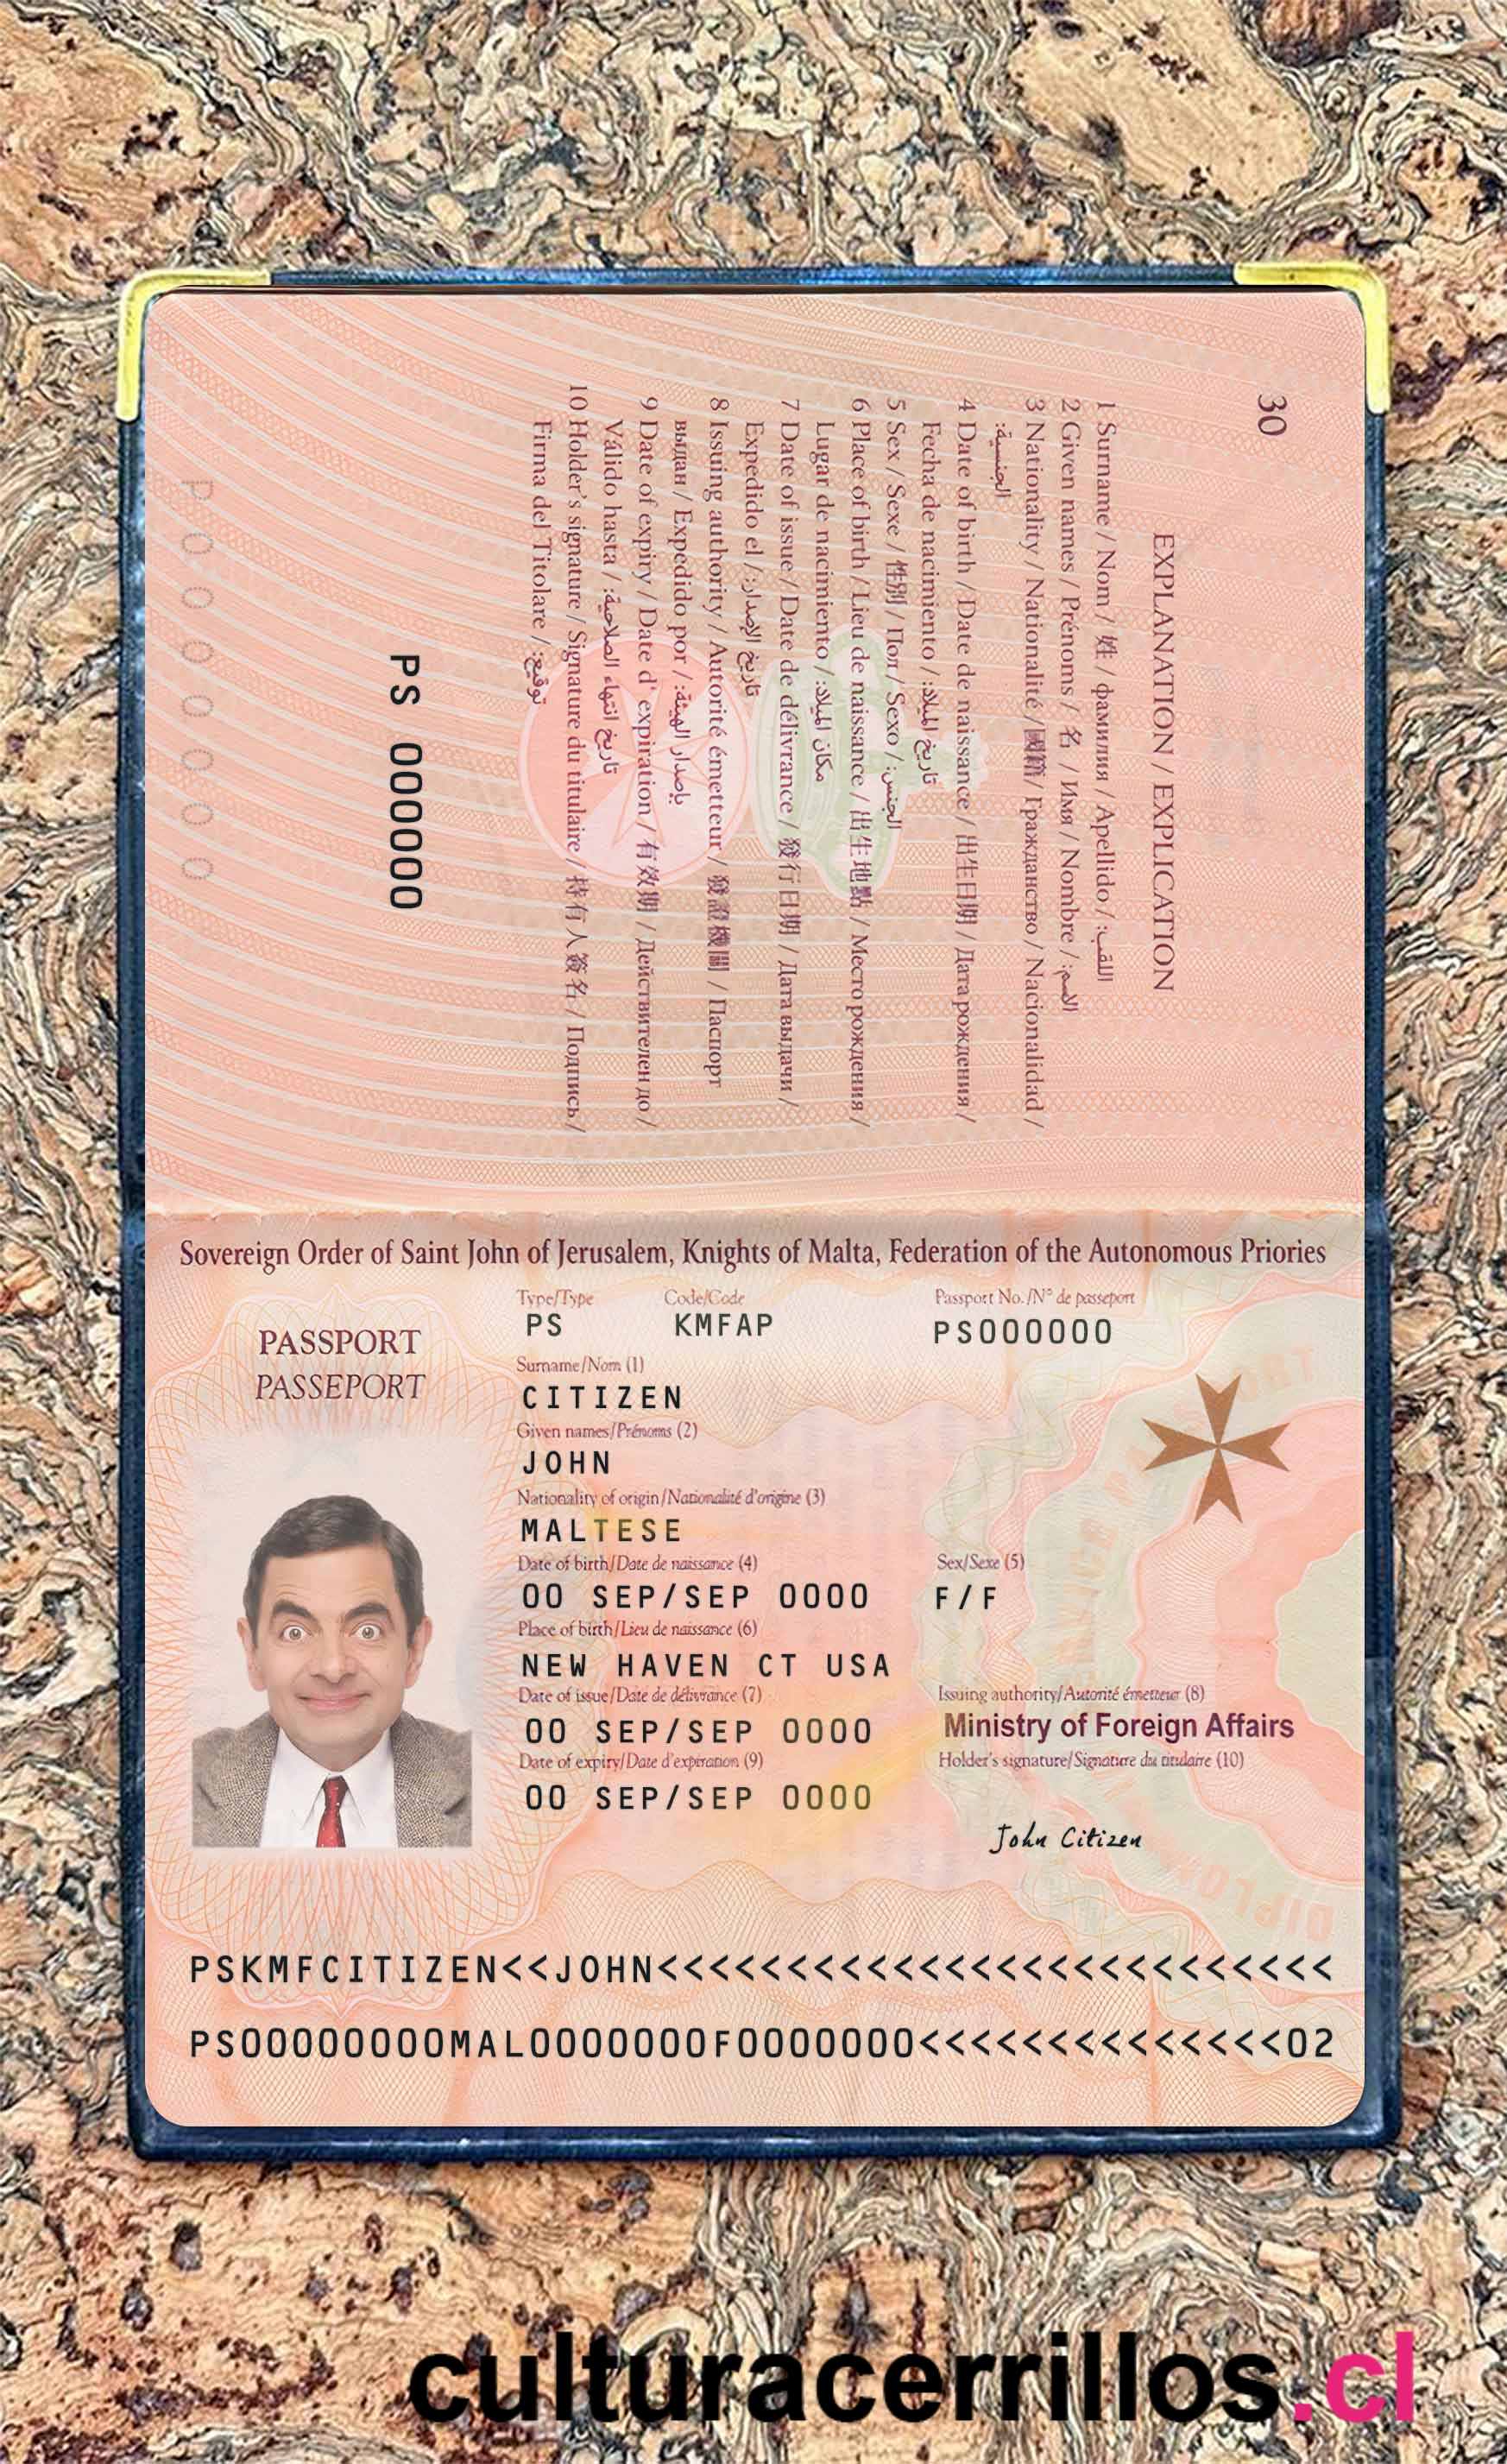 30
EXPLANATION / EXPLICATION
1 Surname / Nom / 姓 / фамилия / Apellido / اللقب:
2 Given names / Prénoms / 名 / Имя / Nombre / الاسم:
3 Nationality / Nationalité / 國籍 / Гражданство / Nacionalidad /
الجنسية:
4 Date of birth / Date de naissance / 出生日期 / Дата рождения /
Fecha de nacimiento / تاريخ الميلاد:
5 Sex / Sexe / 性别 / Пол / Sexo / الجنس:
6 Place of birth / Lieu de naissance / 出生地點 / Место рождения /
Lugar de nacimiento / مكان الميلاد:
7 Date of issue / Date de délivrance / 發行日期 / Дата выдачи /
Expedido el / تاريخ الإصدار:
8 Issuing authority / Autorité émetteur / 發證機關 / Паспорт
выдан / Expedido por / بإصدار الهيئة:
9 Date of expiry / Date d' expiration / 有效期 / Действителен до /
Válido hasta / تاريخ انتهاء الصلاحية:
10 Holder's signature / Signature du titulaire / 持有人簽名 / Подпись /
Firma del Titolare / توقيع:
PS 000000
P000000
Sovereign Order of Saint John of Jerusalem, Knights of Malta, Federation of the Autonomous Priories
PASSPORT
PASSEPORT
Type/Type Code/Code Passport No./N° de passeport
PS KMFAP PS000000
Surname/Nom (1)
CITIZEN
Given names/Prénoms (2)
JOHN
Nationality of origin/Nationalité d'origine (3)
MALTESE
Date of birth/Date de naissance (4) Sex/Sexe (5)
00 SEP/SEP 0000 F/F
Place of birth/Lieu de naissance (6)
NEW HAVEN CT USA
Date of issue/Date de délivrance (7) Issuing authority/Autorité émetteur (8)
00 SEP/SEP 0000 Ministry of Foreign Affairs
Date of expiry/Date d'expiration (9) Holder's signature/Signature du titulaire (10)
00 SEP/SEP 0000
John Citizen
PSKMFCITIZEN<<JOHN<<<<<<<<<<<<<<<<<<<<<<<<<<
PS00000000MAL0000000F0000000<<<<<<<<<<<<<<02
culturacerrillos.cl